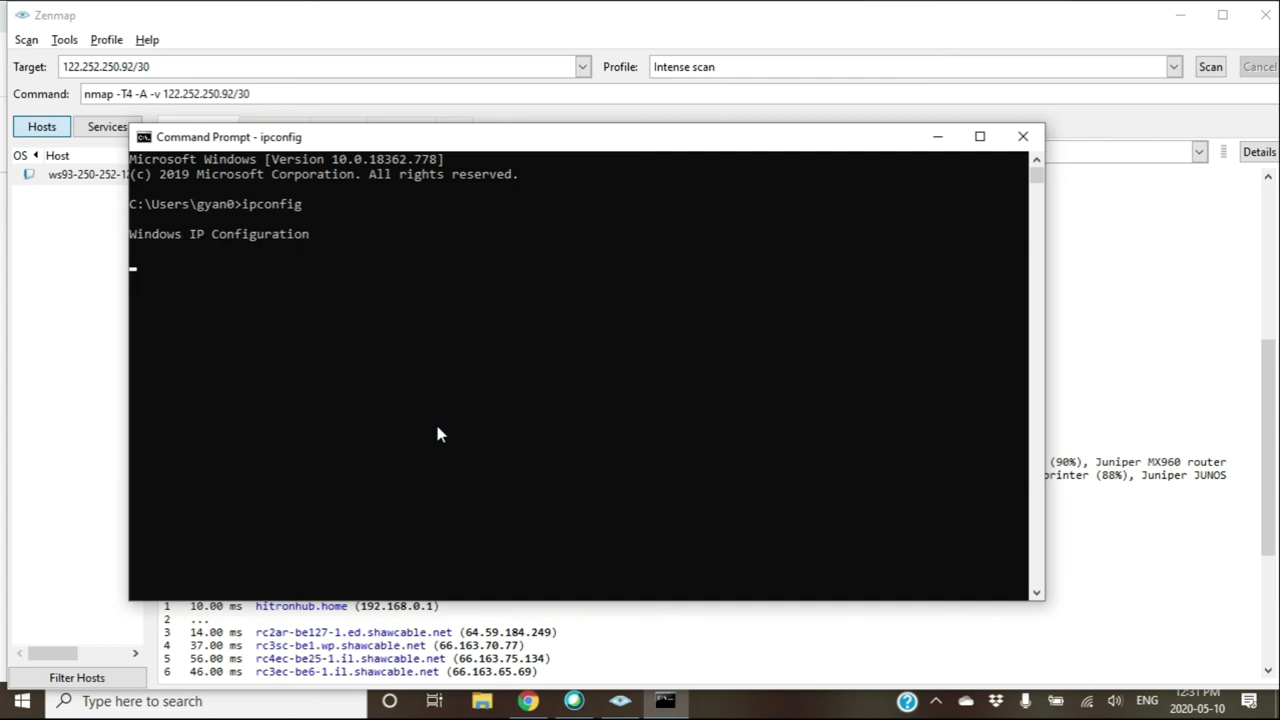 Zenmap
Scan Tools Profile Help
Target: 122.252.250.92/30 Profile: Intense scan Scan Cancel
Command: nmap -T4 -A -v 122.252.250.92/30
Hosts Services
OS Host Details
ws93-250-252-1
Command Prompt - ipconfig
Microsoft Windows [Version 10.0.18362.778]
(c) 2019 Microsoft Corporation. All rights reserved.
C:\Users\gyan0>ipconfig
Windows IP Configuration
(90%), Juniper MX960 router
printer (88%), Juniper JUNOS
1 10.00 ms hitronhub.home (192.168.0.1)
2 ...
3 14.00 ms rc2ar-be127-1.ed.shawcable.net (64.59.184.249)
4 37.00 ms rc3sc-be1.wp.shawcable.net (66.163.70.77)
5 56.00 ms rc4ec-be25-1.il.shawcable.net (66.163.75.134)
6 46.00 ms rc3ec-be6-1.il.shawcable.net (66.163.65.69)
Filter Hosts
Type here to search
ENG
12:31 PM
2020-05-10